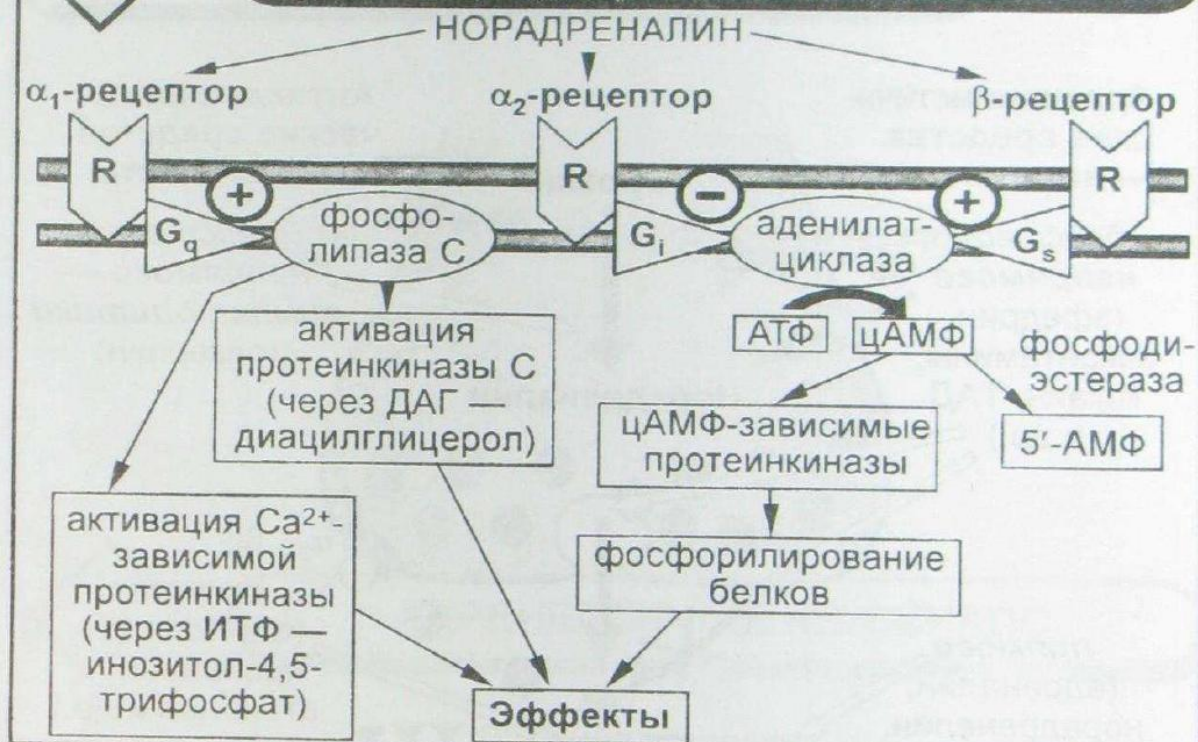 НОРАДРЕНАЛИН
α₁-рецептор
α₂-рецептор
β-рецептор
R
R
R
+
−
+
Gq
фосфо-
липаза С
Gi
аденилат-
циклаза
Gs
активация
протеинкиназы С
(через ДАГ —
диацилглицерол)
АТФ
цАМФ
фосфоди-
эстераза
цАМФ-зависимые
протеинкиназы
5′-АМФ
активация Ca²⁺-
зависимой
протеинкиназы
(через ИТФ —
инозитол-4,5-
трифосфат)
фосфорилирование
белков
Эффекты